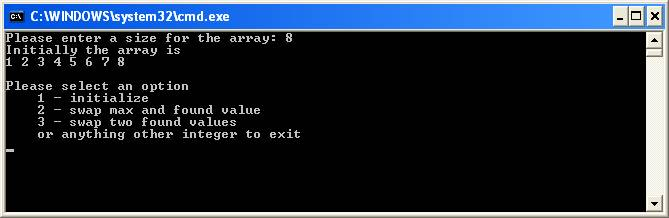 C:\WINDOWS\system32\cmd.exe
Please enter a size for the array: 8
Initially the array is
1 2 3 4 5 6 7 8
Please select an option
1 - initialize
2 - swap max and found value
3 - swap two found values
or anything other integer to exit